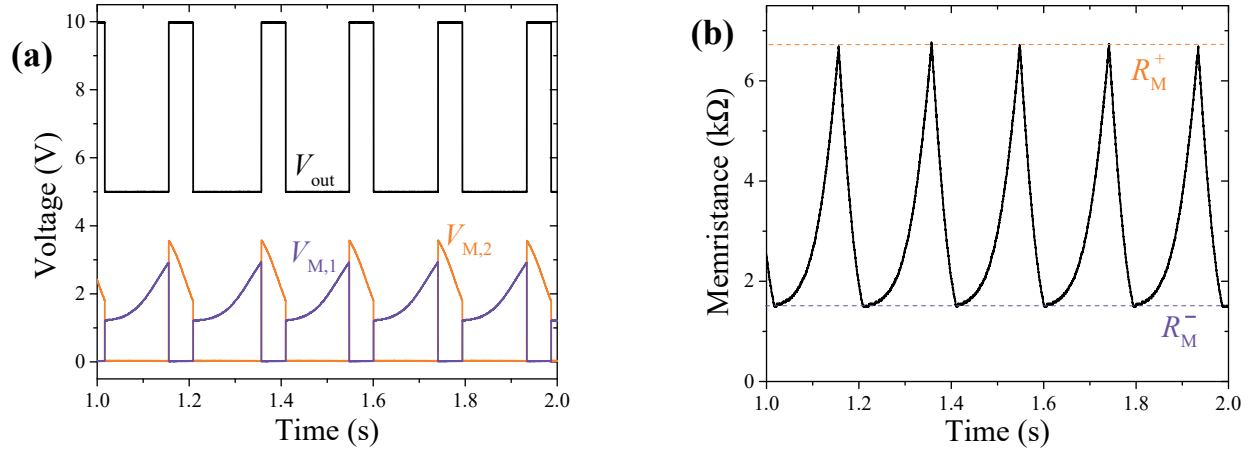 (a)
Voltage (V)
10
8
6
4
2
0
V_out
V_M,1
V_M,2
1.0 1.2 1.4 1.6 1.8 2.0
Time (s)
(b)
Memristance (kΩ)
6
4
2
0
R_M^+
R_M^-
1.0 1.2 1.4 1.6 1.8 2.0
Time (s)